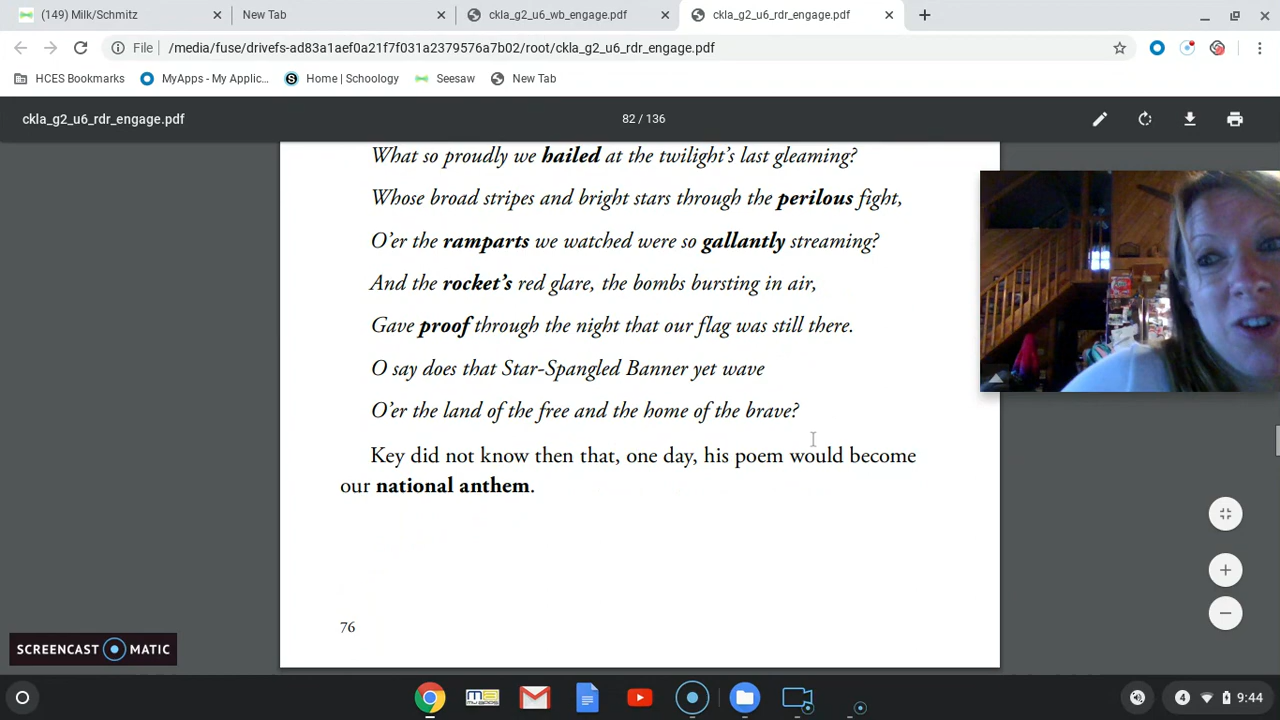 (149) Milk/Schmitz
New Tab
ckla_g2_u6_wb_engage.pdf
ckla_g2_u6_rdr_engage.pdf
File
/media/fuse/drivefs-ad83a1aef0a21f7f031a2379576a7b02/root/ckla_g2_u6_rdr_engage.pdf
HCES Bookmarks
MyApps - My Applic...
Home | Schoology
Seesaw
New Tab
ckla_g2_u6_rdr_engage.pdf
82 / 136
What so proudly we hailed at the twilight's last gleaming?
Whose broad stripes and bright stars through the perilous fight,
O'er the ramparts we watched were so gallantly streaming?
And the rocket's red glare, the bombs bursting in air,
Gave proof through the night that our flag was still there.
O say does that Star-Spangled Banner yet wave
O'er the land of the free and the home of the brave?
Key did not know then that, one day, his poem would become
our national anthem.
76
SCREENCAST MATIC
4
9:44